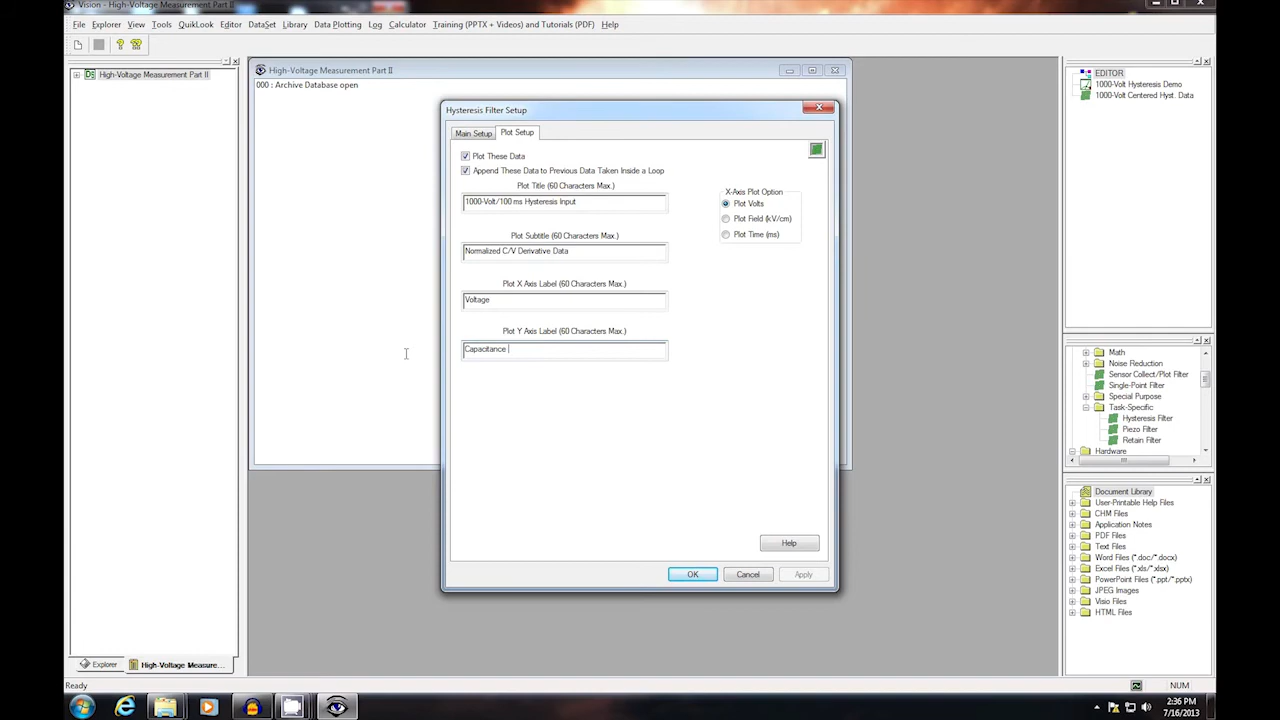 Vision - High-Voltage Measurement Part II
File Explorer View Tools QuikLook Editor DataSet Library Data Plotting Log Calculator Training (PPTX + Videos) and Tutorials (PDF) Help
High-Voltage Measurement Part II
Explorer
High-Voltage Measure...
High-Voltage Measurement Part II
000 : Archive Database open
Hysteresis Filter Setup
Main Setup Plot Setup
Plot These Data
Append These Data to Previous Data Taken Inside a Loop
Plot Title (60 Characters Max.)
1000-Volt/100 ms Hysteresis Input
Plot Subtitle (60 Characters Max.)
Normalized C/V Derivative Data
Plot X Axis Label (60 Characters Max.)
Voltage
Plot Y Axis Label (60 Characters Max.)
Capacitance
X-Axis Plot Option
Plot Volts
Plot Field (kV/cm)
Plot Time (ms)
Help
OK Cancel Apply
EDITOR
1000-Volt Hysteresis Demo
1000-Volt Centered Hyst. Data
Math
Noise Reduction
Sensor Collect/Plot Filter
Single-Point Filter
Special Purpose
Task-Specific
Hysteresis Filter
Piezo Filter
Retain Filter
Hardware
Document Library
User-Printable Help Files
CHM Files
Application Notes
PDF Files
Text Files
Word Files (*.doc/*.docx)
Excel Files (*.xls/*.xlsx)
PowerPoint Files (*.ppt/*.pptx)
JPEG Images
Visio Files
HTML Files
Ready
NUM
2:36 PM
7/16/2013